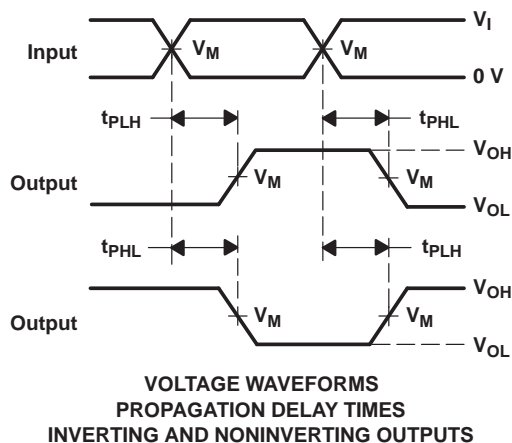 V_I
Input
V_M
V_M
0 V
t_PLH
t_PHL
V_OH
Output
V_M
V_M
V_OL
t_PHL
t_PLH
V_OH
Output
V_M
V_M
V_OL
VOLTAGE WAVEFORMS
PROPAGATION DELAY TIMES
INVERTING AND NONINVERTING OUTPUTS